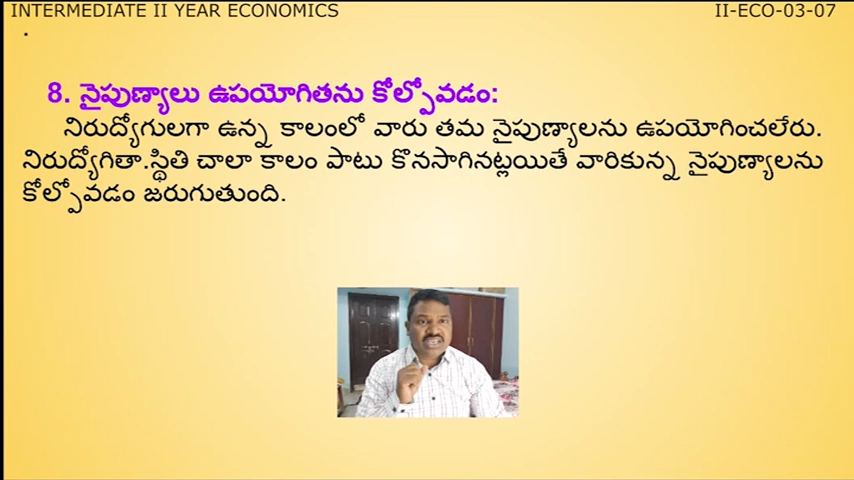 INTERMEDIATE II YEAR ECONOMICS II-ECO-03-07
8. నైపుణ్యాలు ఉపయోగితను కోల్పోవడం:
నిరుద్యోగులగా ఉన్న కాలంలో వారు తమ నైపుణ్యాలను ఉపయోగించలేరు.
నిరుద్యోగితా.స్థితి చాలా కాలం పాటు కొనసాగినట్లయితే వారికున్న నైపుణ్యాలను
కోల్పోవడం జరుగుతుంది.